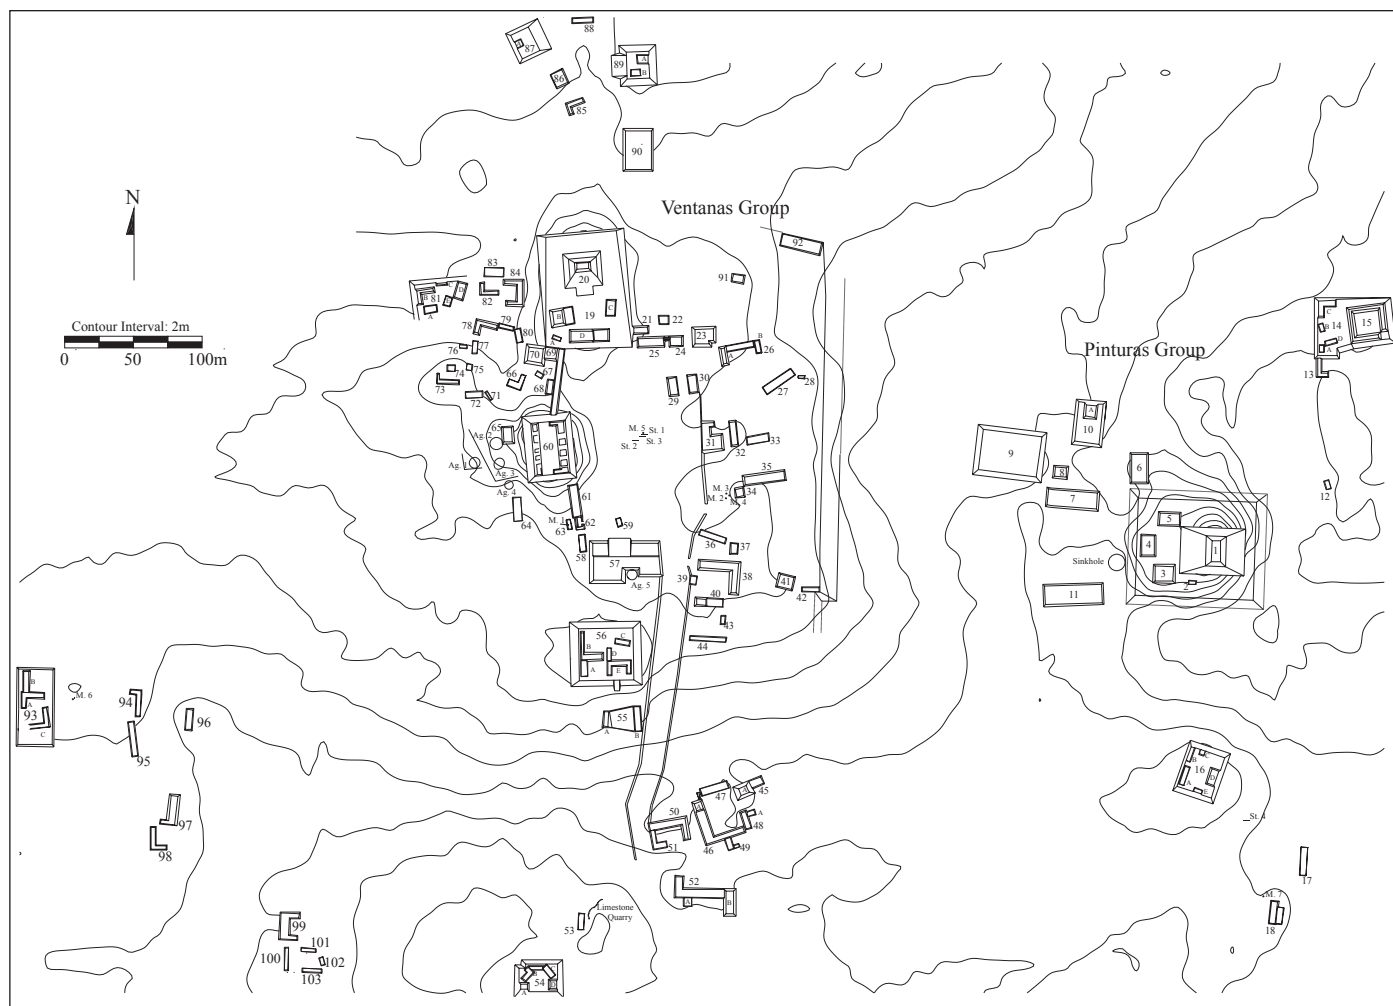 88
87
A
89
B
86
85
90
Ventanas Group
N
92
83
84
20
91
C
D
B
81
82
A
Contour Interval: 2m
0 50 100m
B
C
19
21
22
78
79
80
D
23
B
C
14
15
B
D
A
76
77
70
69
25
24
A
26
Pinturas Group
13
74
75
66
67
73
68
72
71
29
30
27
28
A
10
65
Ag. 2
60
M. 5
St. 1
St. 2
St. 3
31
32
33
9
Ag. 1
Ag. 3
Ag. 4
35
8
6
61
M. 3
34
M. 2
M. 4
7
12
64
M. 1
63
62
59
5
58
36
37
4
1
57
38
Sinkhole
3
39
Ag. 5
41
42
2
40
11
43
56
C
B
D
44
A
E
B
M. 6
A
93
C
94
96
55
A
B
95
C
B
16
A
D
E
47
A
45
97
50
A
48
St. 4
98
51
46
49
17
52
A
B
M. 7
99
53
Limestone
Quarry
18
101
100
102
103
B
54
A
D